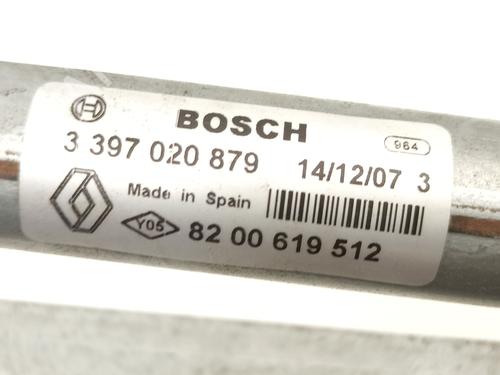 BOSCH
964
3 397 020 879 14/12/07 3
Made in Spain
Y05 82 00 619 512